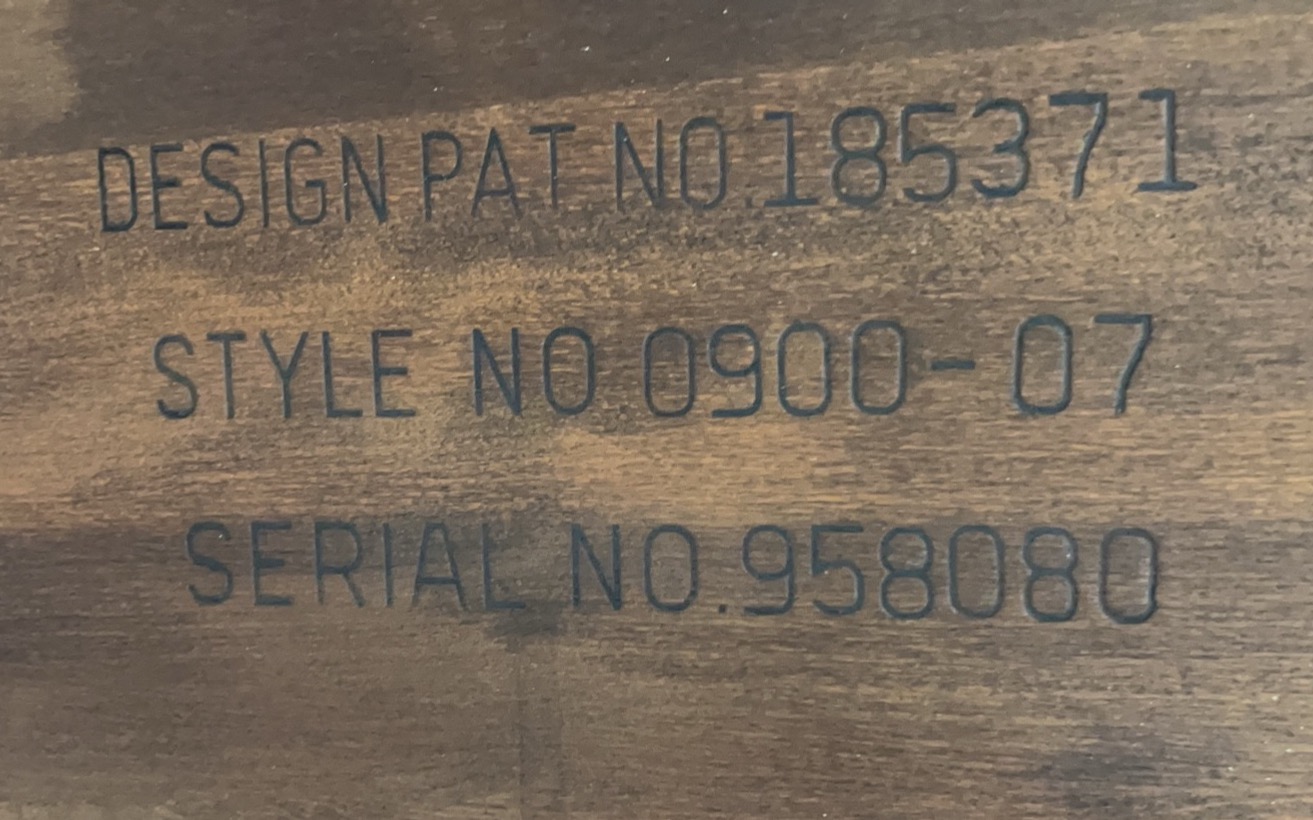 DESIGN PAT NO.185371
STYLE NO 0900-07
SERIAL NO.958080